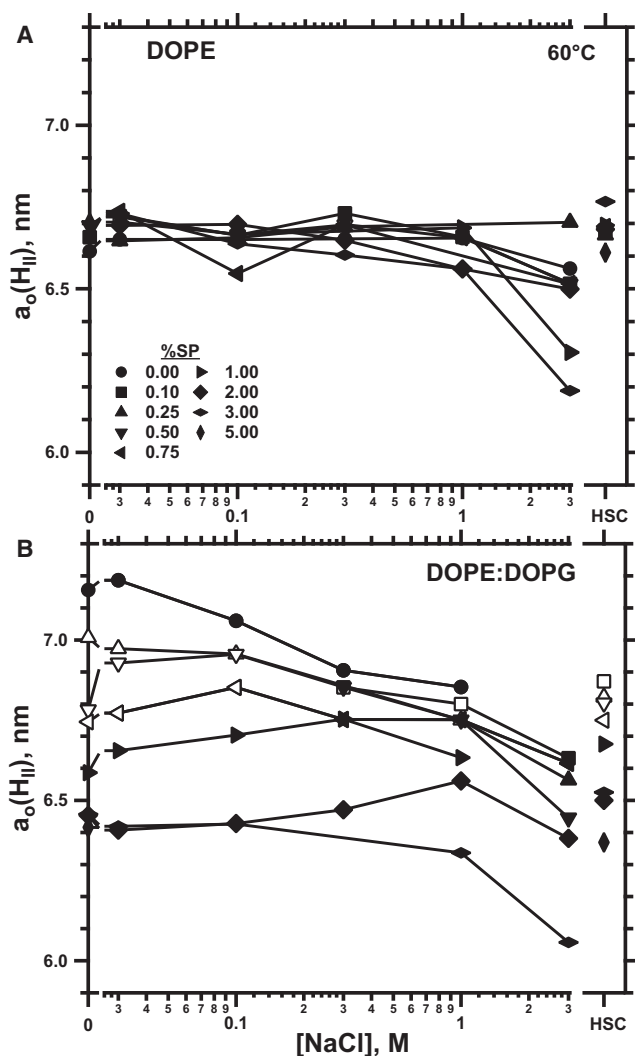 A
DOPE
60°C
7.0
6.5
6.0
a₀(H_II), nm
%SP
0.00
1.00
0.10
2.00
0.25
3.00
0.50
5.00
0.75
3 4 5 6 7 8 9 2 3 4 5 6 7 8 9 2 3
0 0.1 1 HSC
B
DOPE:DOPG
7.0
6.5
6.0
a₀(H_II), nm
3 4 5 6 7 8 9 2 3 4 5 6 7 8 9 2 3
0 0.1 1 HSC
[NaCl], M